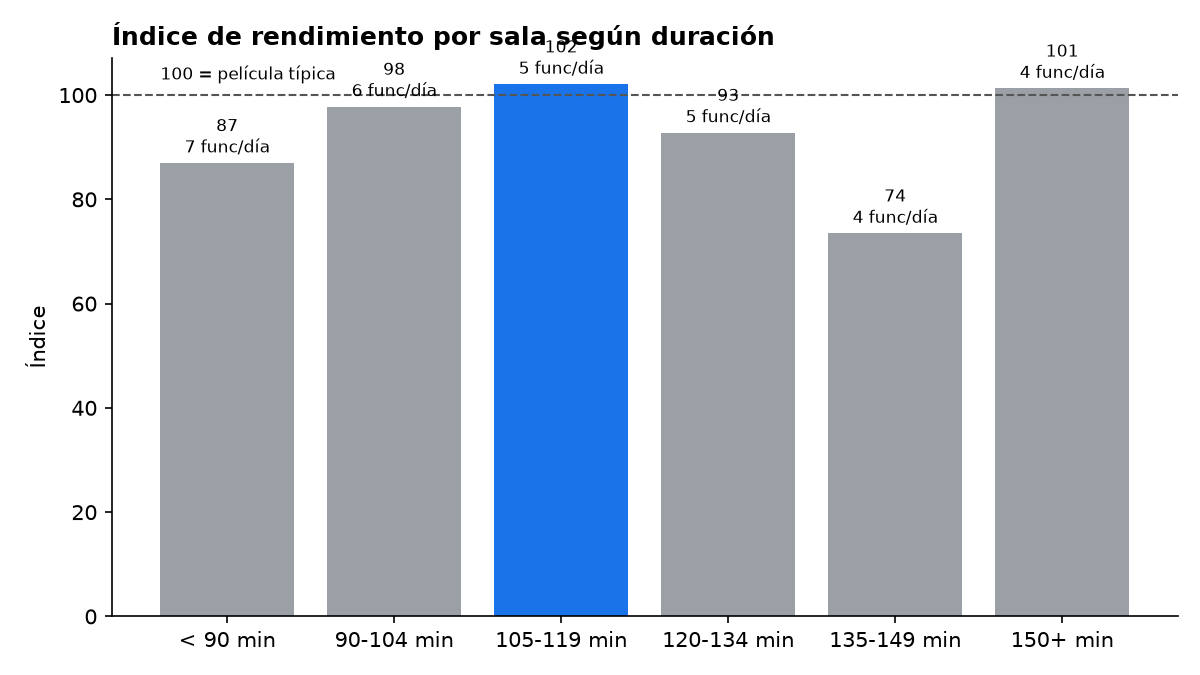 Índice de rendimiento por sala según duración
100 = película típica
87
7 func/día
98
6 func/día
102
5 func/día
93
5 func/día
74
4 func/día
101
4 func/día
Índice
100
80
60
40
20
0
< 90 min
90-104 min
105-119 min
120-134 min
135-149 min
150+ min